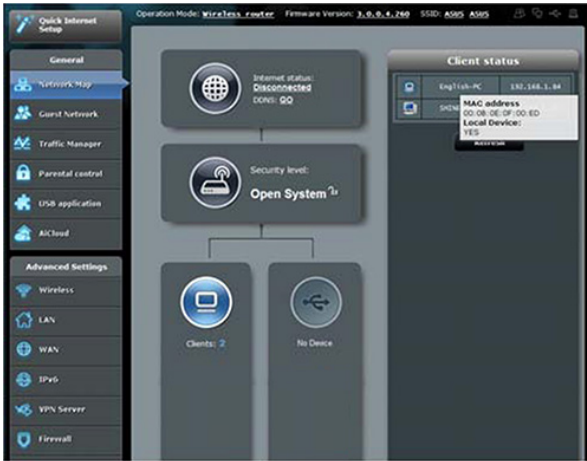 Quick Internet
Setup
Operation Mode: Wireless router Firmware Version: 3.0.0.4.260 SSID: ASUS ASUS
General
Network Map
Guest Network
Traffic Manager
Parental control
USB application
AiCloud
Advanced Settings
Wireless
LAN
WAN
IPv6
VPN Server
Firewall
Internet status:
Disconnected
DDNS: GO
Security level:
Open System
Clients: 2
No Device
Client status
English-PC 192.168.1.84
MAC address
00:0B:0E:0F:00:ED
Local Device:
YES